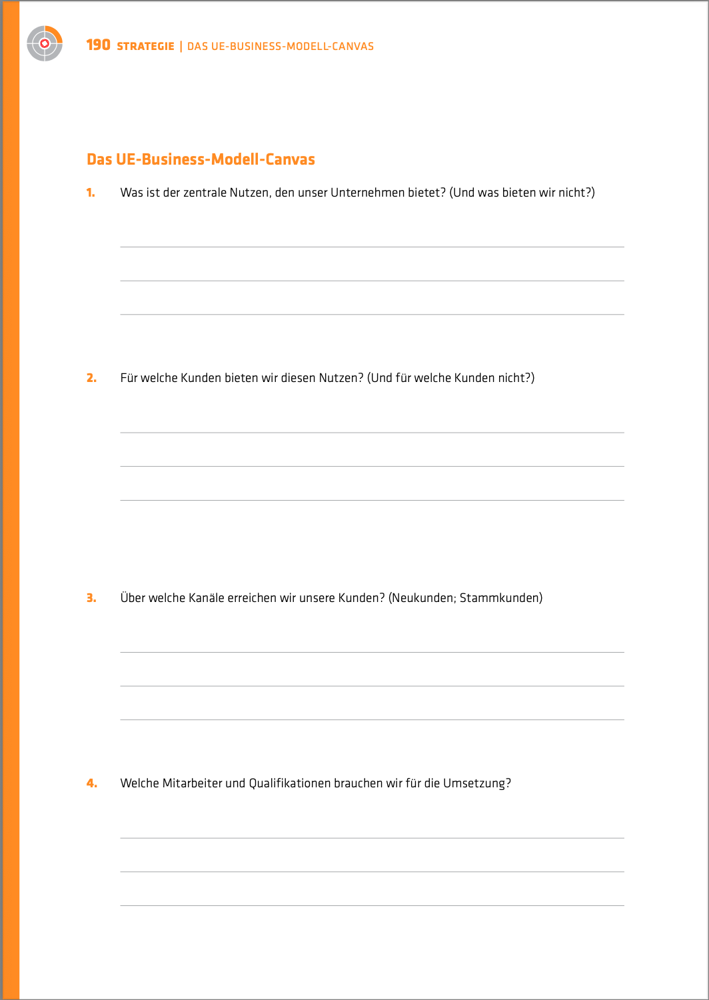 190 STRATEGIE | DAS UE-BUSINESS-MODELL-CANVAS
Das UE-Business-Modell-Canvas
1. Was ist der zentrale Nutzen, den unser Unternehmen bietet? (Und was bieten wir nicht?)
2. Für welche Kunden bieten wir diesen Nutzen? (Und für welche Kunden nicht?)
3. Über welche Kanäle erreichen wir unsere Kunden? (Neukunden; Stammkunden)
4. Welche Mitarbeiter und Qualifikationen brauchen wir für die Umsetzung?